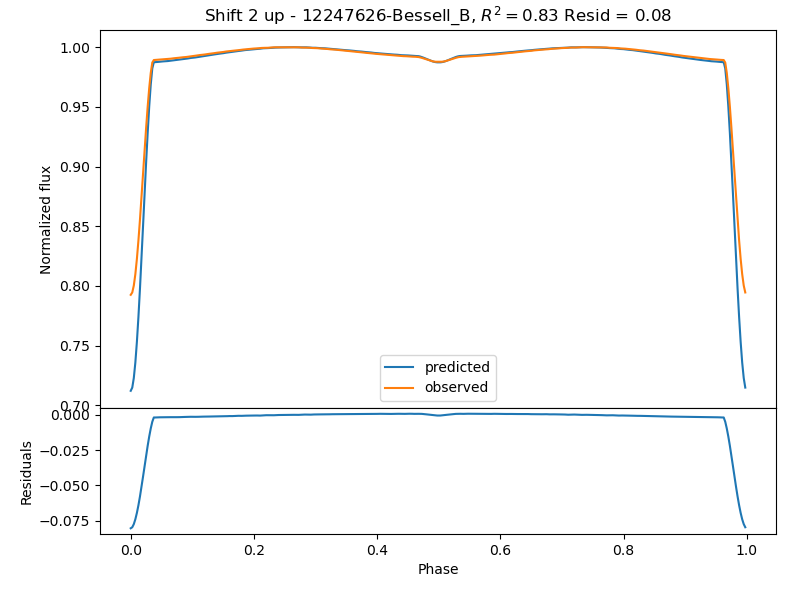 Shift 2 up - 12247626-Bessell_B, R² = 0.83 Resid = 0.08
1.00
0.95
0.90
0.85
0.80
0.75
0.70
Normalized flux
predicted
observed
0.000
−0.025
−0.050
−0.075
Residuals
0.0 0.2 0.4 0.6 0.8 1.0
Phase